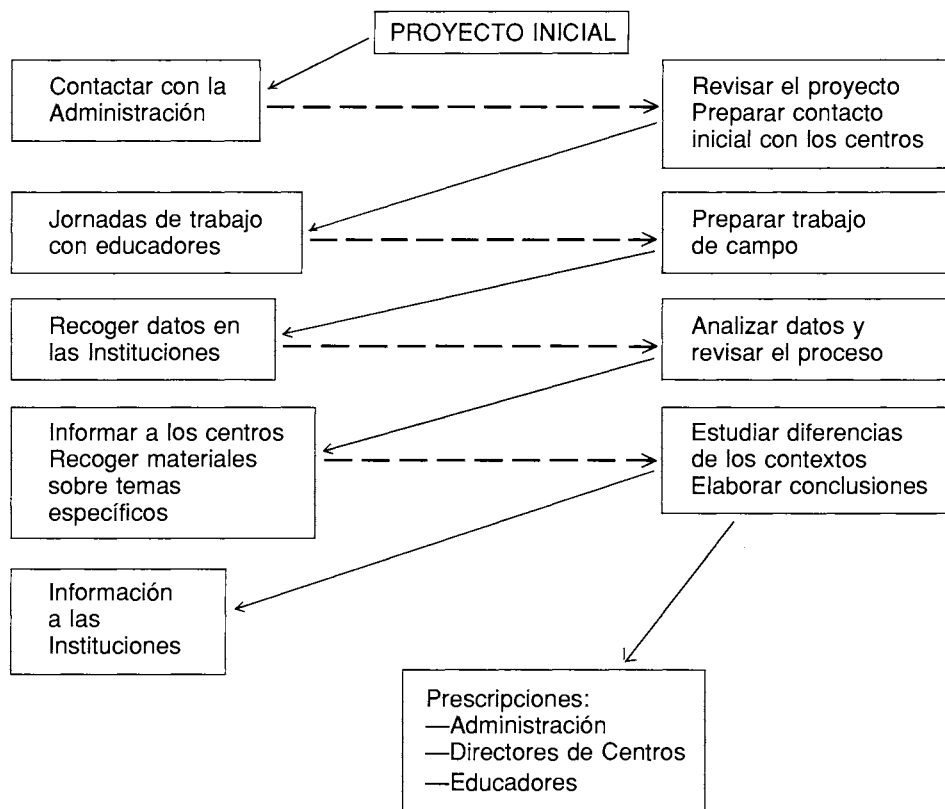 PROYECTO INICIAL
Contactar con la
Administración
Revisar el proyecto
Preparar contacto
inicial con los centros
Jornadas de trabajo
con educadores
Preparar trabajo
de campo
Recoger datos en
las Instituciones
Analizar datos y
revisar el proceso
Informar a los centros
Recoger materiales
sobre temas
específicos
Estudiar diferencias
de los contextos
Elaborar conclusiones
Información
a las
Instituciones
Prescripciones:
—Administración
—Directores de Centros
—Educadores